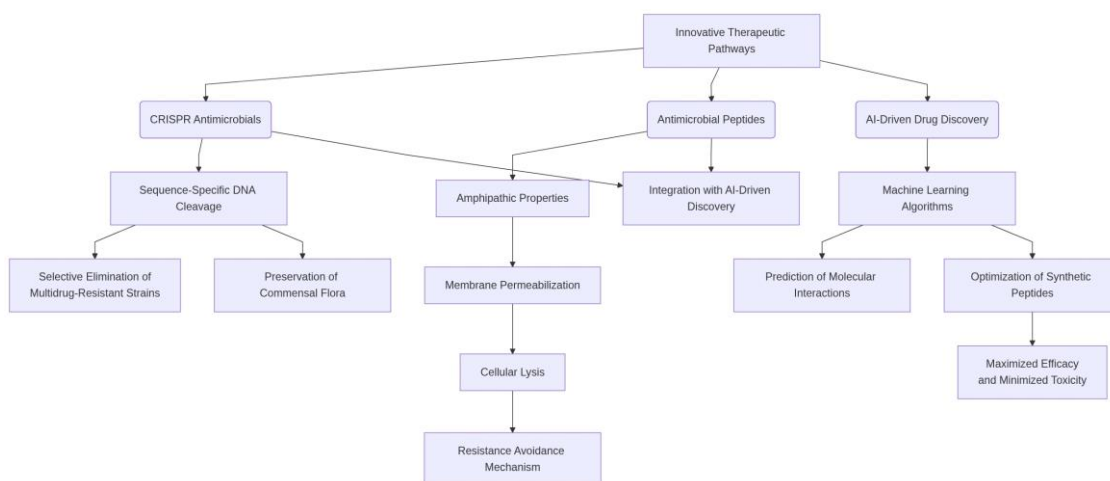 Innovative Therapeutic
Pathways
CRISPR Antimicrobials
Antimicrobial Peptides
AI-Driven Drug Discovery
Sequence-Specific DNA
Cleavage
Amphipathic Properties
Integration with AI-Driven
Discovery
Machine Learning
Algorithms
Selective Elimination of
Multidrug-Resistant Strains
Preservation of
Commensal Flora
Membrane Permeabilization
Prediction of Molecular
Interactions
Optimization of Synthetic
Peptides
Cellular Lysis
Maximized Efficacy
and Minimized Toxicity
Resistance Avoidance
Mechanism